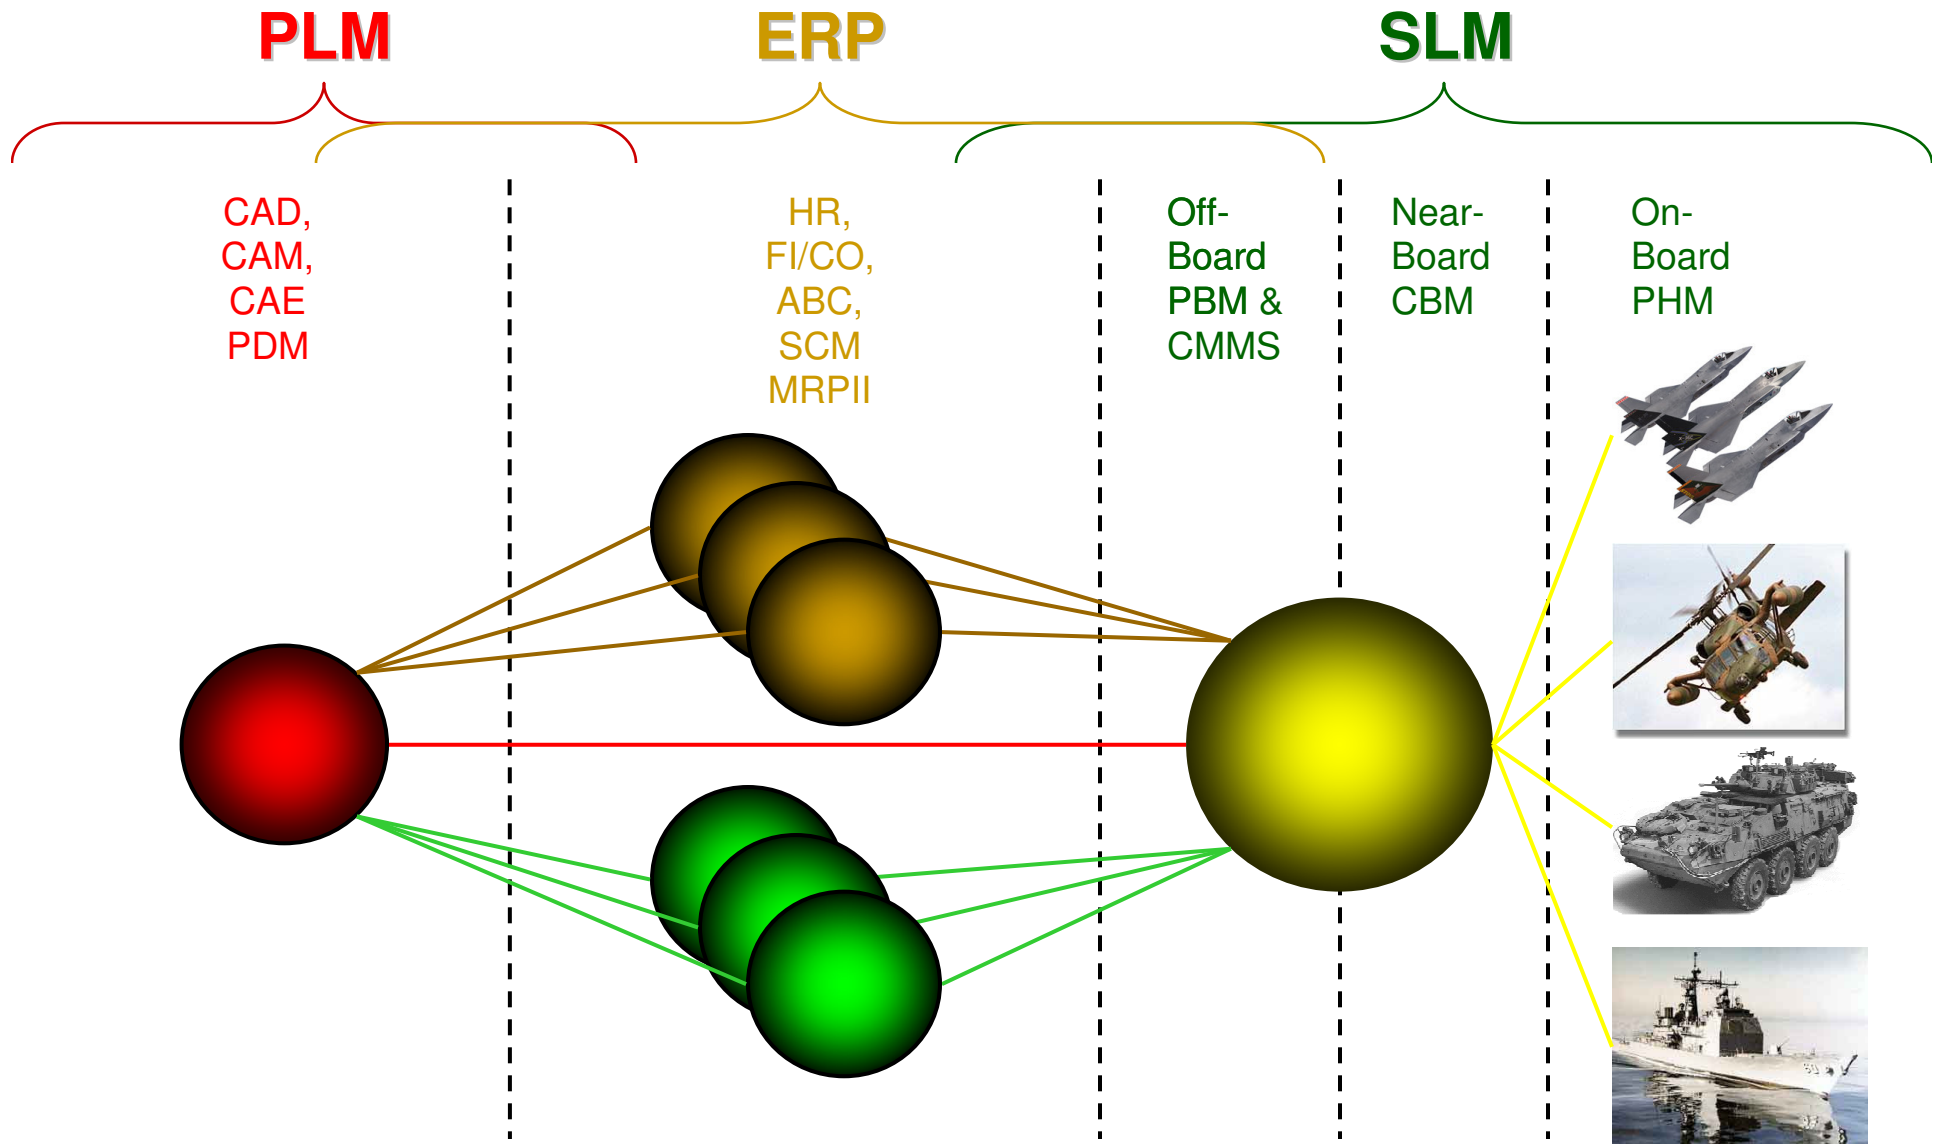 PLM
ERP
SLM
CAD,
CAM,
CAE
PDM
HR,
FI/CO,
ABC,
SCM
MRPII
Off-
Board
PBM &
CMMS
Near-
Board
CBM
On-
Board
PHM
60